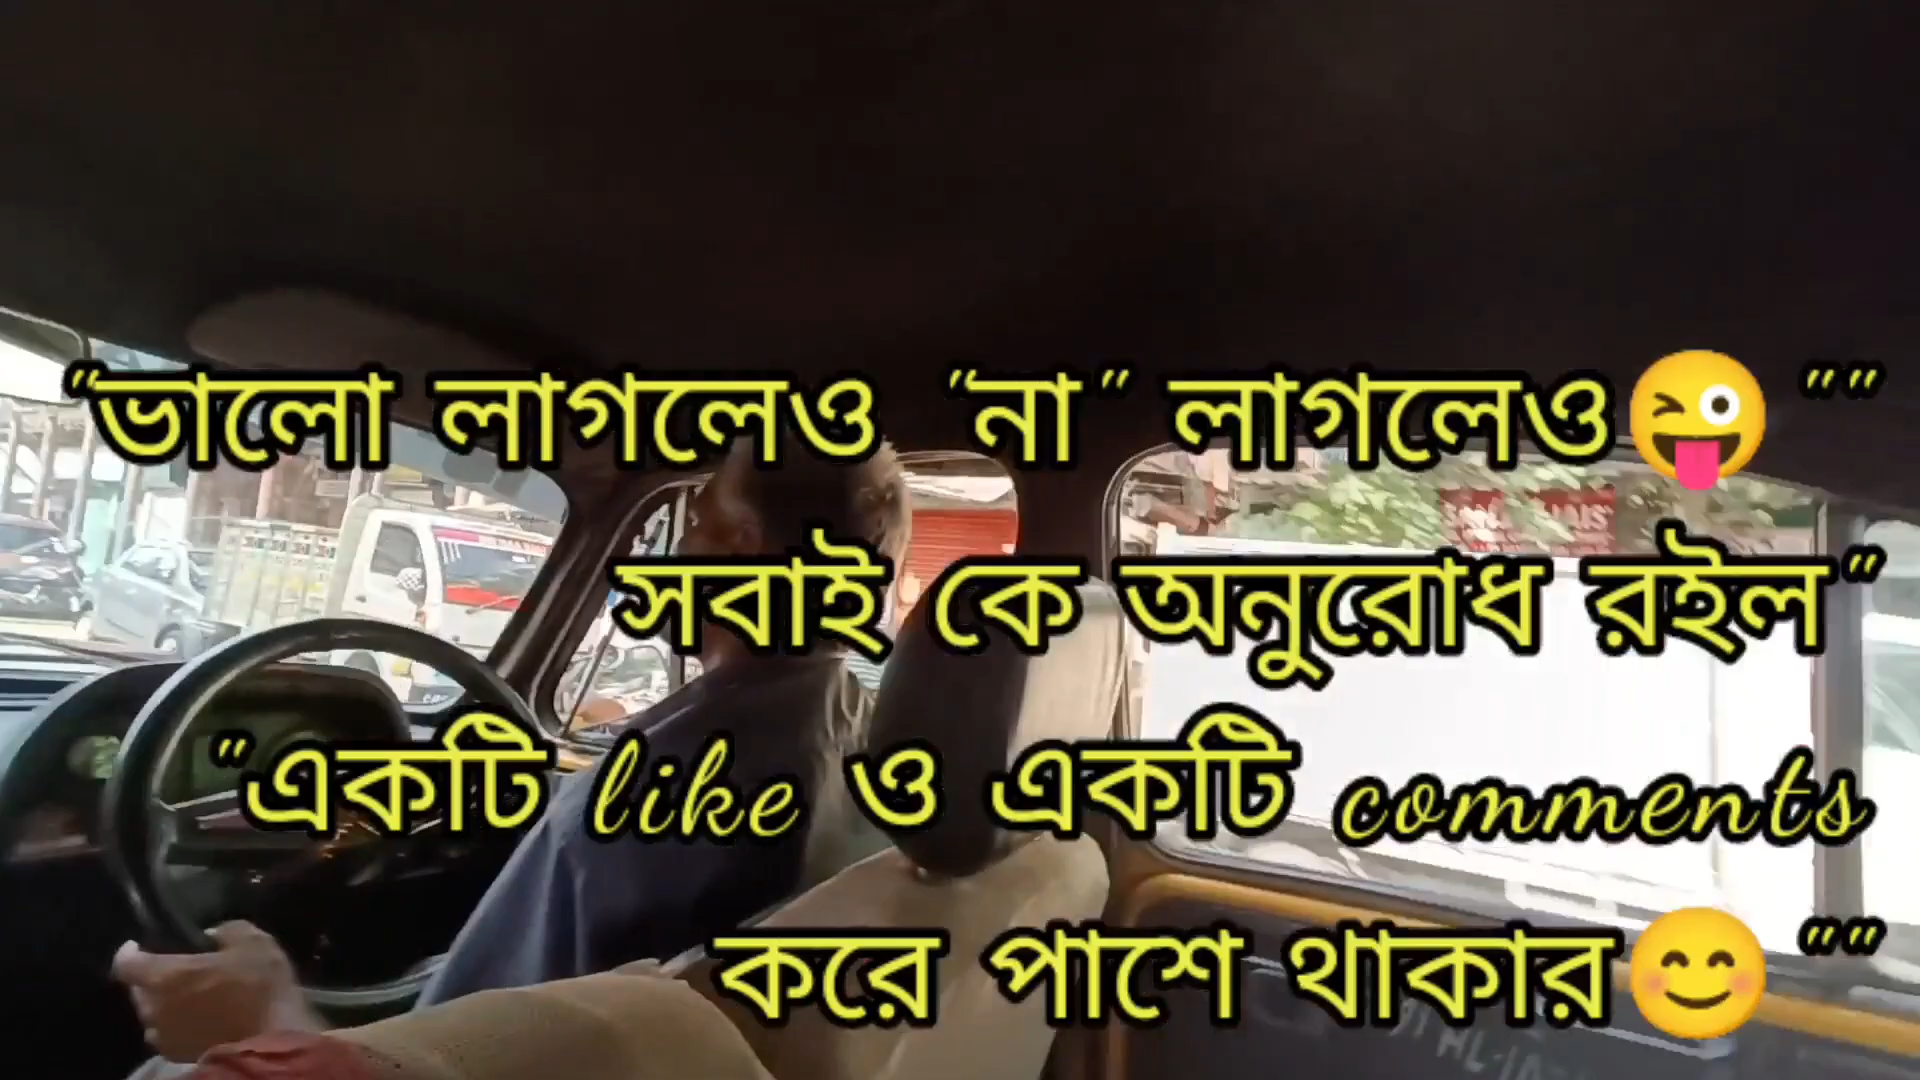 "ভালো লাগলেও "না" লাগলেও😜 ""
সবাই কে অনুরোধ রইল"
"একটি like ও একটি comments
করে পাশে থাকার😊 ""